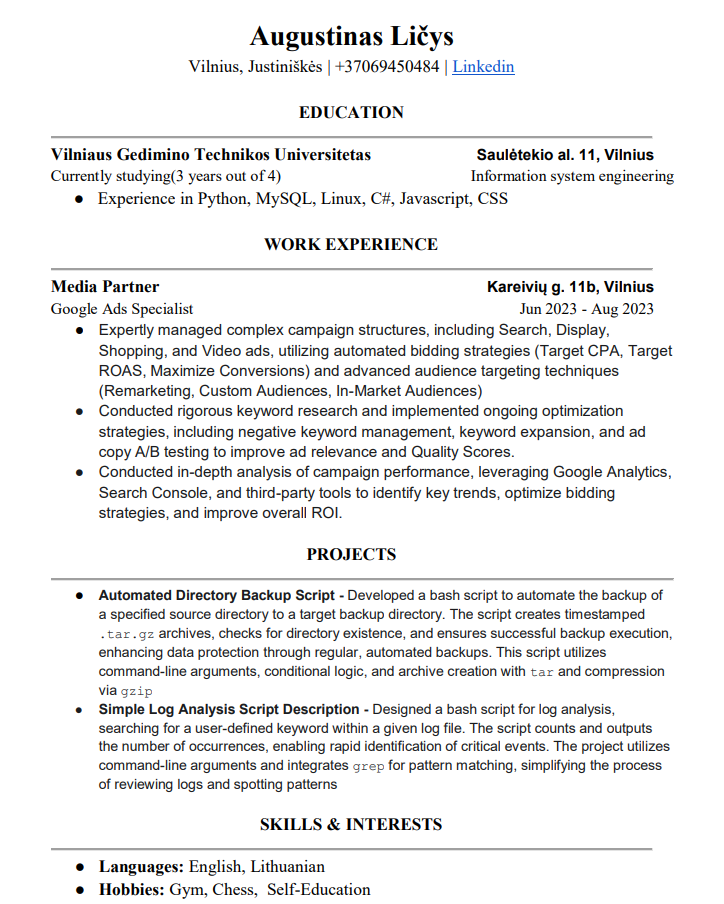 Augustinas Ličys
Vilnius, Justiniškės | +37069450484 | Linkedin
EDUCATION
Vilniaus Gedimino Technikos Universitetas Saulėtekio al. 11, Vilnius
Currently studying(3 years out of 4) Information system engineering
● Experience in Python, MySQL, Linux, C#, Javascript, CSS
WORK EXPERIENCE
Media Partner Kareivių g. 11b, Vilnius
Google Ads Specialist Jun 2023 - Aug 2023
● Expertly managed complex campaign structures, including Search, Display,
Shopping, and Video ads, utilizing automated bidding strategies (Target CPA, Target
ROAS, Maximize Conversions) and advanced audience targeting techniques
(Remarketing, Custom Audiences, In-Market Audiences)
● Conducted rigorous keyword research and implemented ongoing optimization
strategies, including negative keyword management, keyword expansion, and ad
copy A/B testing to improve ad relevance and Quality Scores.
● Conducted in-depth analysis of campaign performance, leveraging Google Analytics,
Search Console, and third-party tools to identify key trends, optimize bidding
strategies, and improve overall ROI.
PROJECTS
● Automated Directory Backup Script - Developed a bash script to automate the backup of
a specified source directory to a target backup directory. The script creates timestamped
.tar.gz archives, checks for directory existence, and ensures successful backup execution,
enhancing data protection through regular, automated backups. This script utilizes
command-line arguments, conditional logic, and archive creation with tar and compression
via gzip
● Simple Log Analysis Script Description - Designed a bash script for log analysis,
searching for a user-defined keyword within a given log file. The script counts and outputs
the number of occurrences, enabling rapid identification of critical events. The project utilizes
command-line arguments and integrates grep for pattern matching, simplifying the process
of reviewing logs and spotting patterns
SKILLS & INTERESTS
● Languages: English, Lithuanian
● Hobbies: Gym, Chess, Self-Education